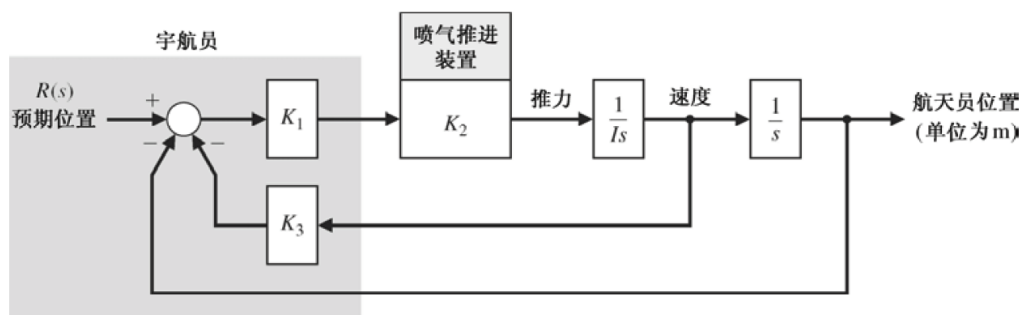 宇航员
喷气推进
装置
R(s)
预期位置
+
−
−
K₁
K₂
推力
1
Is
速度
1
s
航天员位置
(单位为m)
K₃